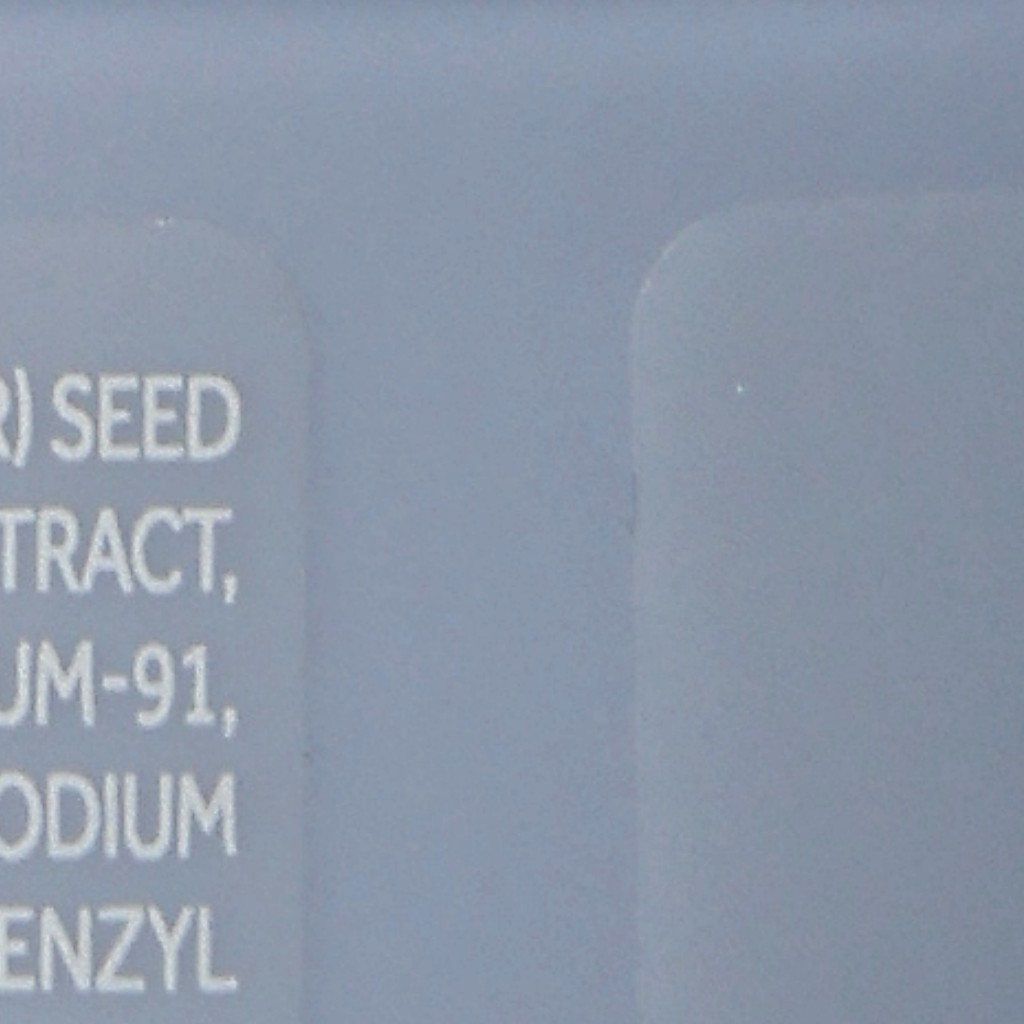 R) SEED
TRACT,
UM-91,
ODIUM
ENZYL